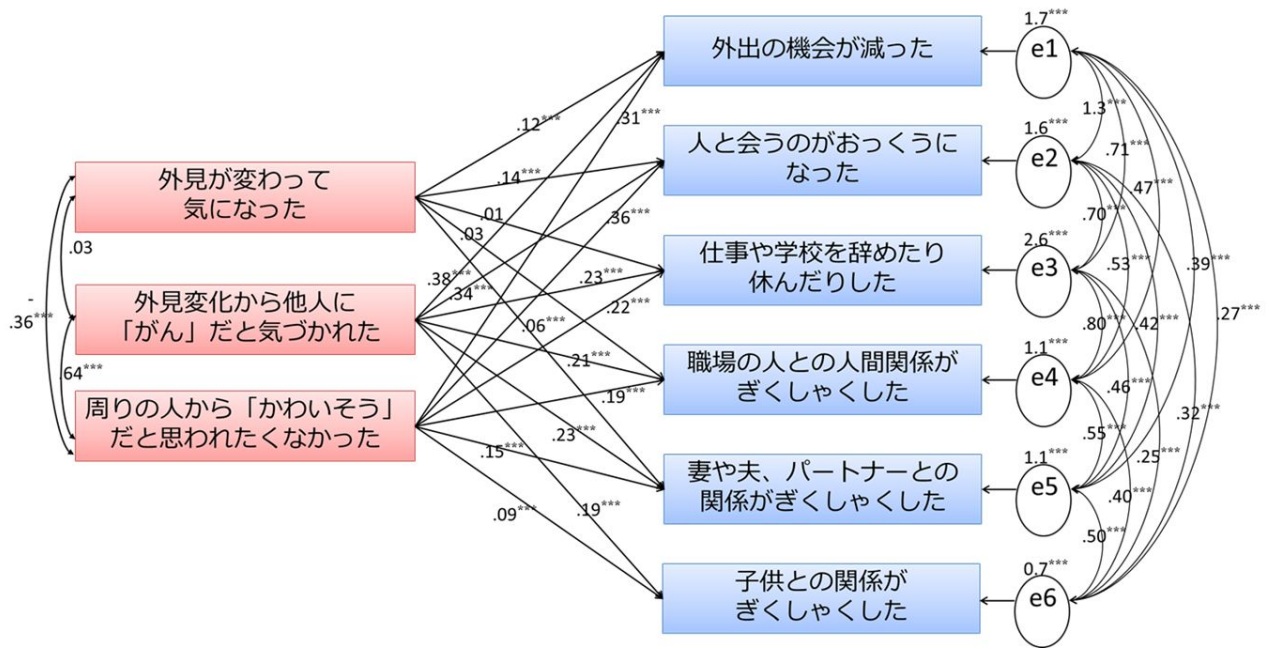 外見が変わって
気になった
外見変化から他人に
「がん」だと気づかれた
周りの人から「かわいそう」
だと思われたくなかった
.03
-
.36***
.64***
.12***
.31***
.14***
.01
.03
.36***
.38***
.34***
.23***
.22***
.06***
.21***
.19***
.23***
.15***
.19***
.09***
外出の機会が減った
人と会うのがおっくうに
なった
仕事や学校を辞めたり
休んだりした
職場の人との人間関係が
ぎくしゃくした
妻や夫、パートナーとの
関係がぎくしゃくした
子供との関係が
ぎくしゃくした
1.7***
e1
1.6***
e2
2.6***
e3
1.1***
e4
1.1***
e5
0.7***
e6
1.3***
.71***
.47***
.70***
.53***
.39***
.27***
.80***
.42***
.46***
.32***
.55***
.25***
.40***
.50***